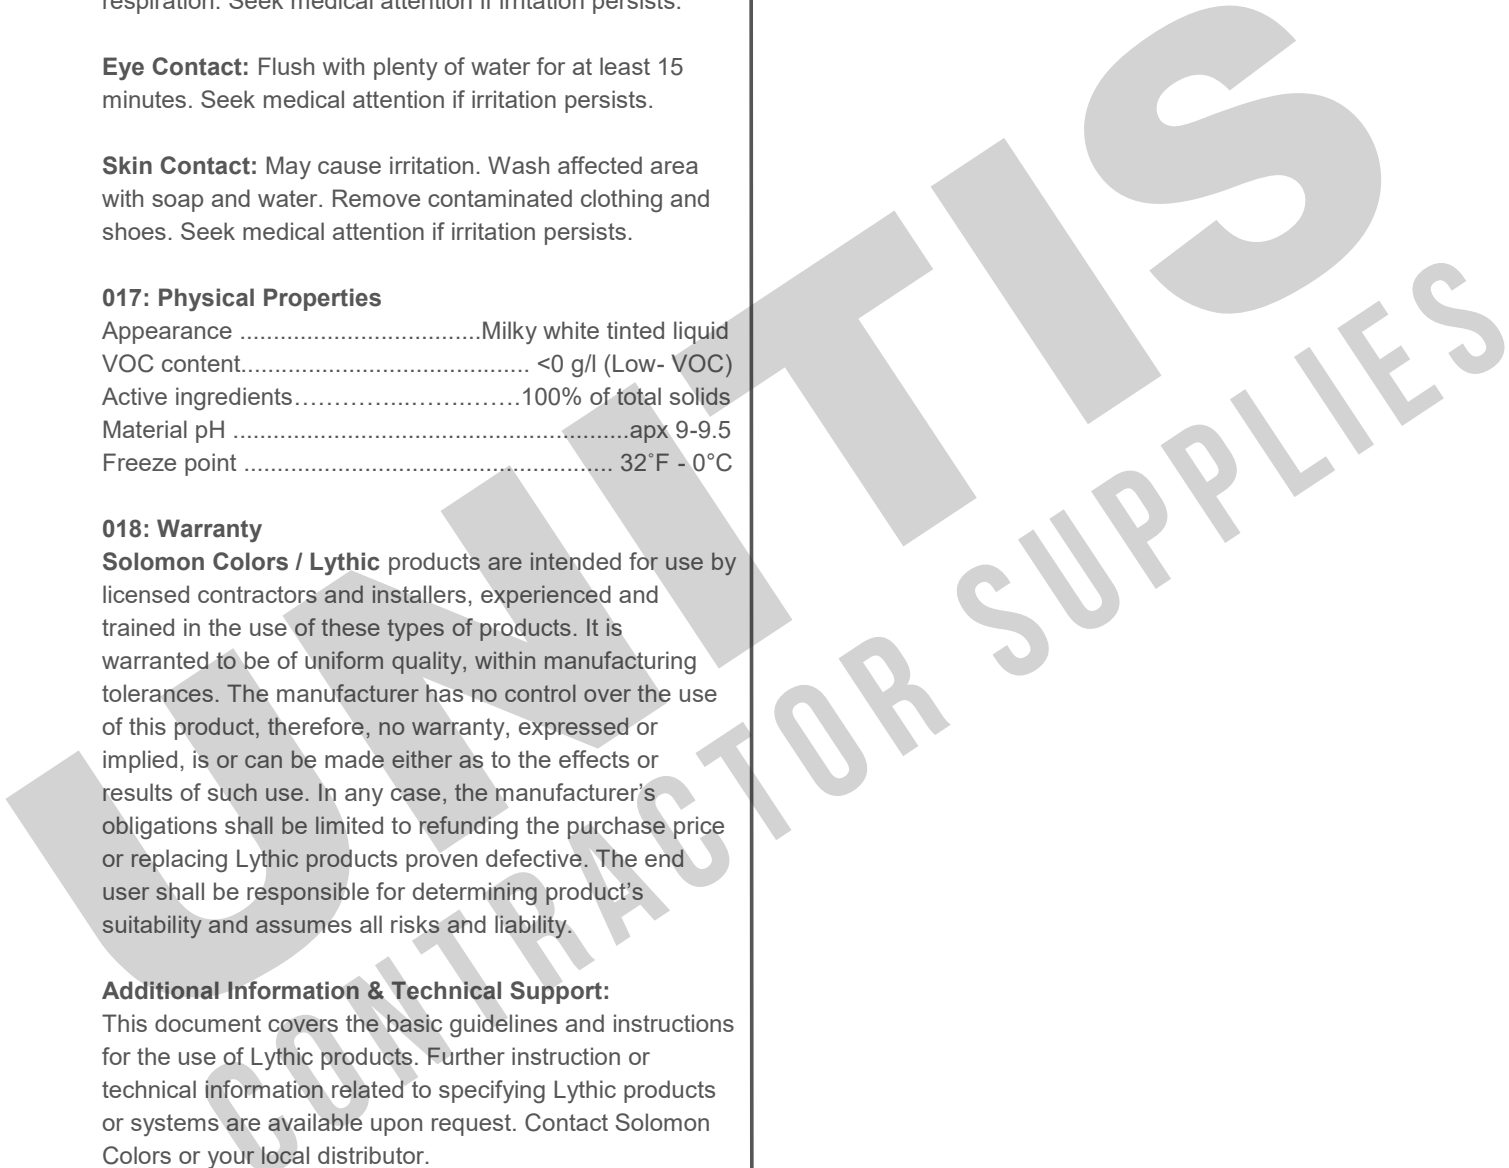 respiration. Seek medical attention if irritation persists.
Eye Contact: Flush with plenty of water for at least 15
minutes. Seek medical attention if irritation persists.
Skin Contact: May cause irritation. Wash affected area
with soap and water. Remove contaminated clothing and
shoes. Seek medical attention if irritation persists.
017: Physical Properties
Appearance ....................................Milky white tinted liquid
VOC content........................................... <0 g/l (Low- VOC)
Active ingredients…………...…….…….100% of total solids
Material pH ...........................................................apx 9-9.5
Freeze point ....................................................... 32˚F - 0°C
018: Warranty
Solomon Colors / Lythic products are intended for use by
licensed contractors and installers, experienced and
trained in the use of these types of products. It is
warranted to be of uniform quality, within manufacturing
tolerances. The manufacturer has no control over the use
of this product, therefore, no warranty, expressed or
implied, is or can be made either as to the effects or
results of such use. In any case, the manufacturer’s
obligations shall be limited to refunding the purchase price
or replacing Lythic products proven defective. The end
user shall be responsible for determining product’s
suitability and assumes all risks and liability.
Additional Information & Technical Support:
This document covers the basic guidelines and instructions
for the use of Lythic products. Further instruction or
technical information related to specifying Lythic products
or systems are available upon request. Contact Solomon
Colors or your local distributor.
UNITIS
CONTRACTOR SUPPLIES